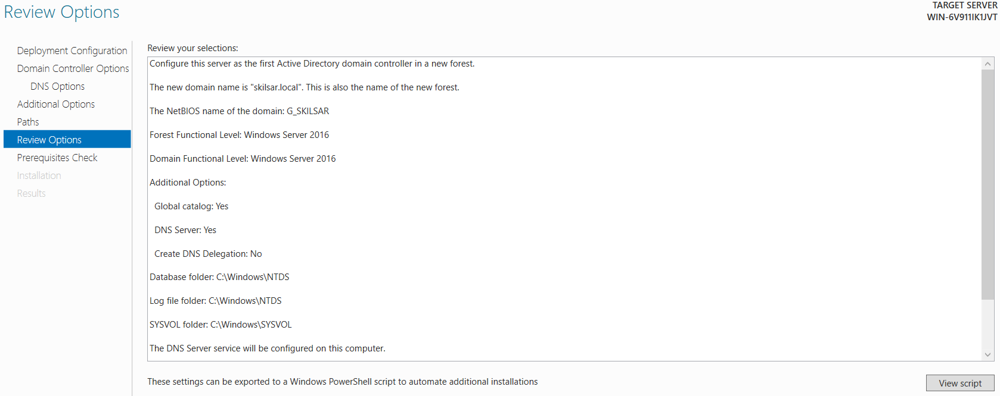 Review Options
TARGET SERVER
WIN-6V911IK1JVT
Deployment Configuration
Domain Controller Options
DNS Options
Additional Options
Paths
Review Options
Prerequisites Check
Installation
Results
Review your selections:
Configure this server as the first Active Directory domain controller in a new forest.
The new domain name is "skilsar.local". This is also the name of the new forest.
The NetBIOS name of the domain: G_SKILSAR
Forest Functional Level: Windows Server 2016
Domain Functional Level: Windows Server 2016
Additional Options:
Global catalog: Yes
DNS Server: Yes
Create DNS Delegation: No
Database folder: C:\Windows\NTDS
Log file folder: C:\Windows\NTDS
SYSVOL folder: C:\Windows\SYSVOL
The DNS Server service will be configured on this computer.
These settings can be exported to a Windows PowerShell script to automate additional installations
View script